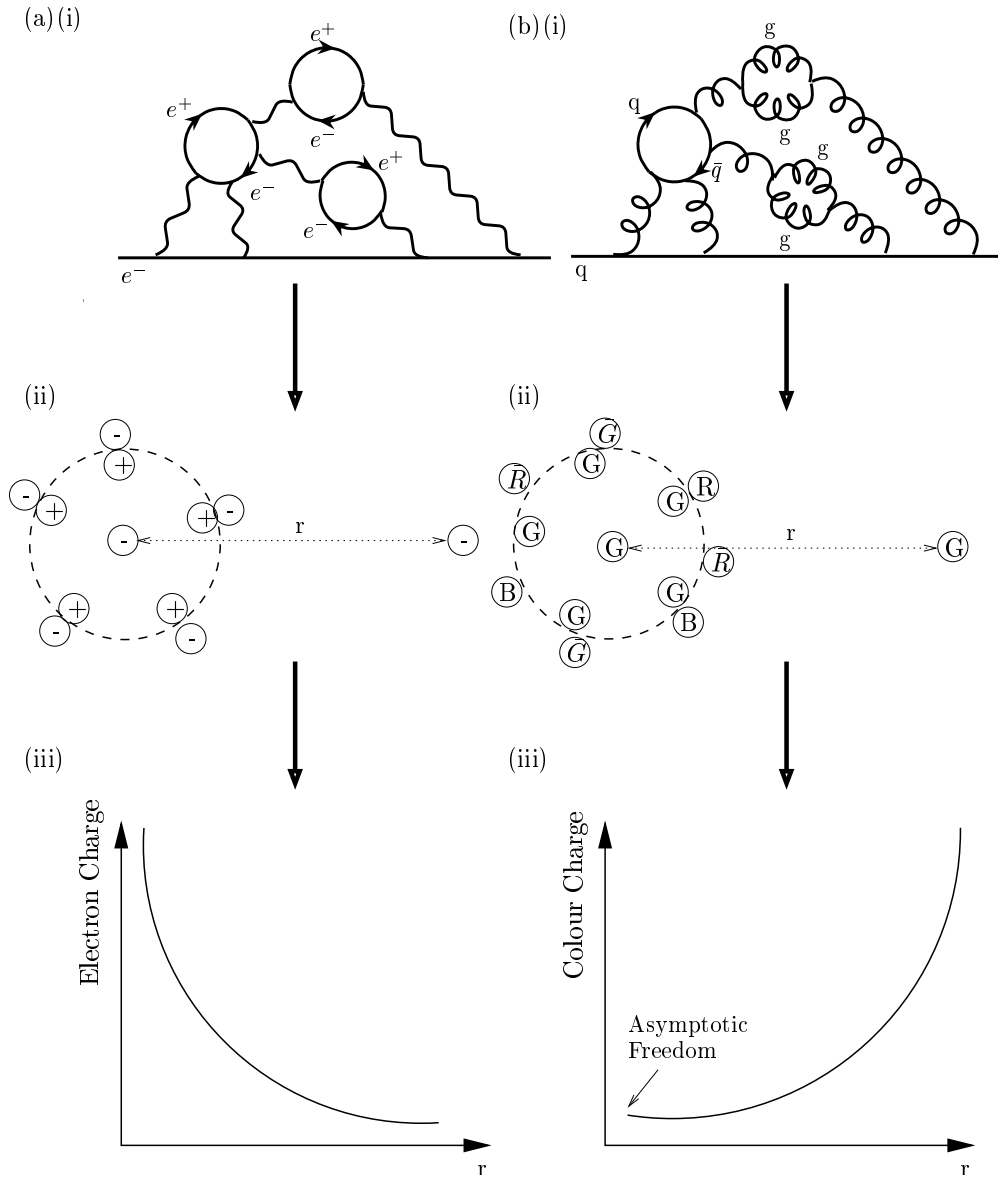 (a)(i)
e⁺
e⁺
e⁻
e⁻
e⁺
e⁻
e⁻
(b)(i)
g
q
g
q̄
g
g
q
(ii)
-
+
-
+
-
+
-
r
-
+
-
+
-
(ii)
G̅
G
R̅
R
G
G
G
r
G
R̅
B
G
G
B
G̅
(iii)
Electron Charge
r
(iii)
Colour Charge
Asymptotic
Freedom
r